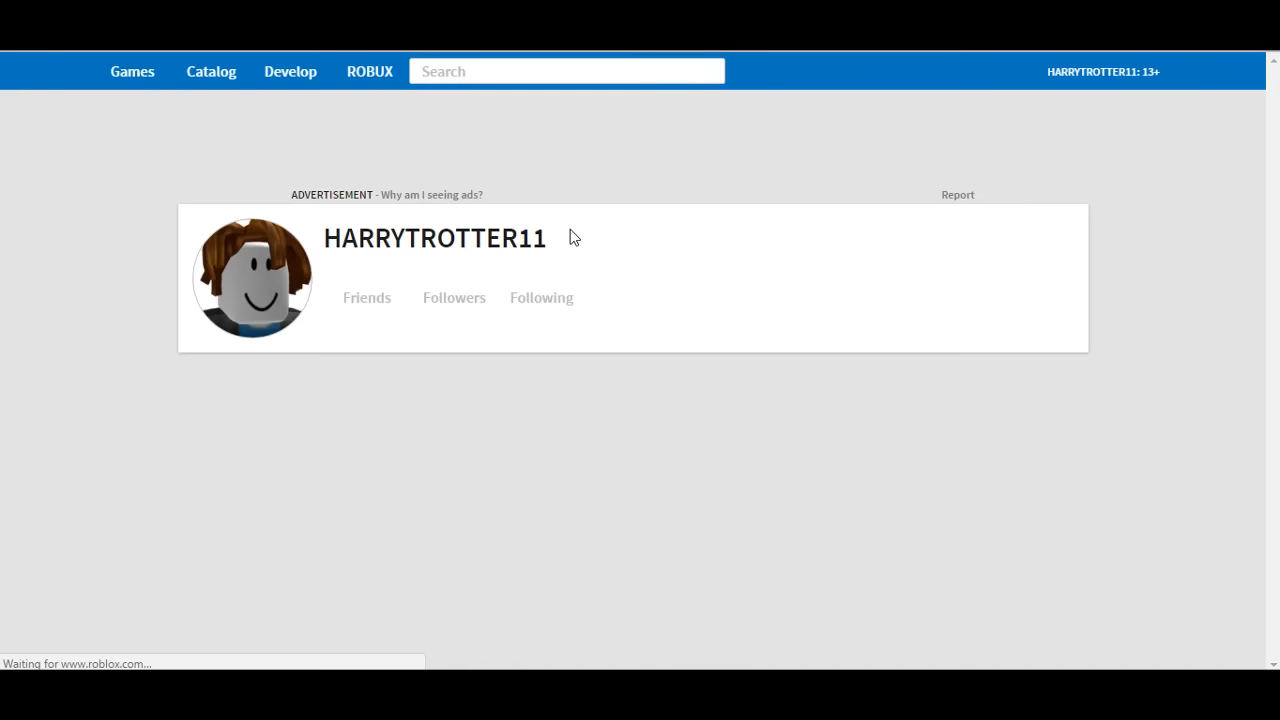 Games Catalog Develop ROBUX Search HARRYTROTTER11: 13+
ADVERTISEMENT - Why am I seeing ads? Report
HARRYTROTTER11
Friends Followers Following
Waiting for www.roblox.com...